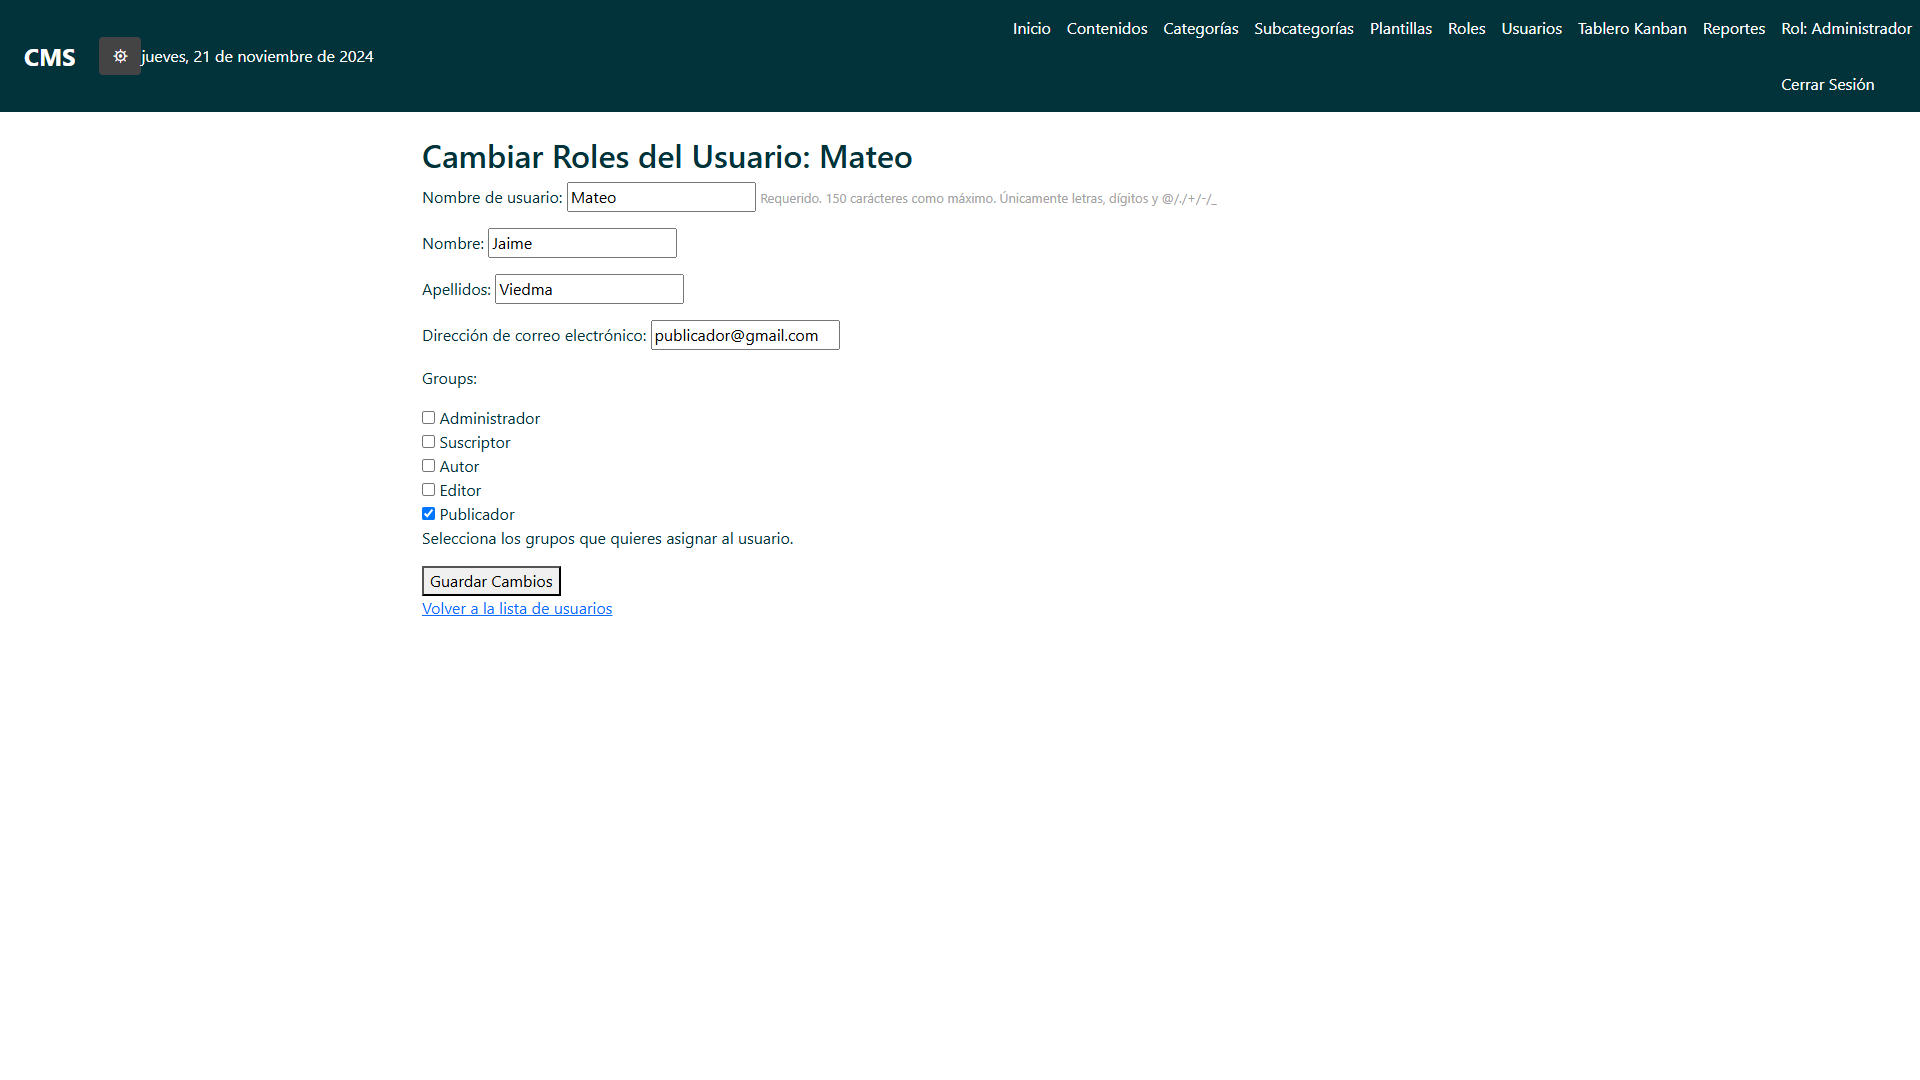 CMS
jueves, 21 de noviembre de 2024
Inicio Contenidos Categorías Subcategorías Plantillas Roles Usuarios Tablero Kanban Reportes Rol: Administrador
Cerrar Sesión
Cambiar Roles del Usuario: Mateo
Nombre de usuario: Mateo Requerido. 150 carácteres como máximo. Únicamente letras, dígitos y @/./+/-/_
Nombre: Jaime
Apellidos: Viedma
Dirección de correo electrónico: publicador@gmail.com
Groups:
Administrador
Suscriptor
Autor
Editor
Publicador
Selecciona los grupos que quieres asignar al usuario.
Guardar Cambios
Volver a la lista de usuarios